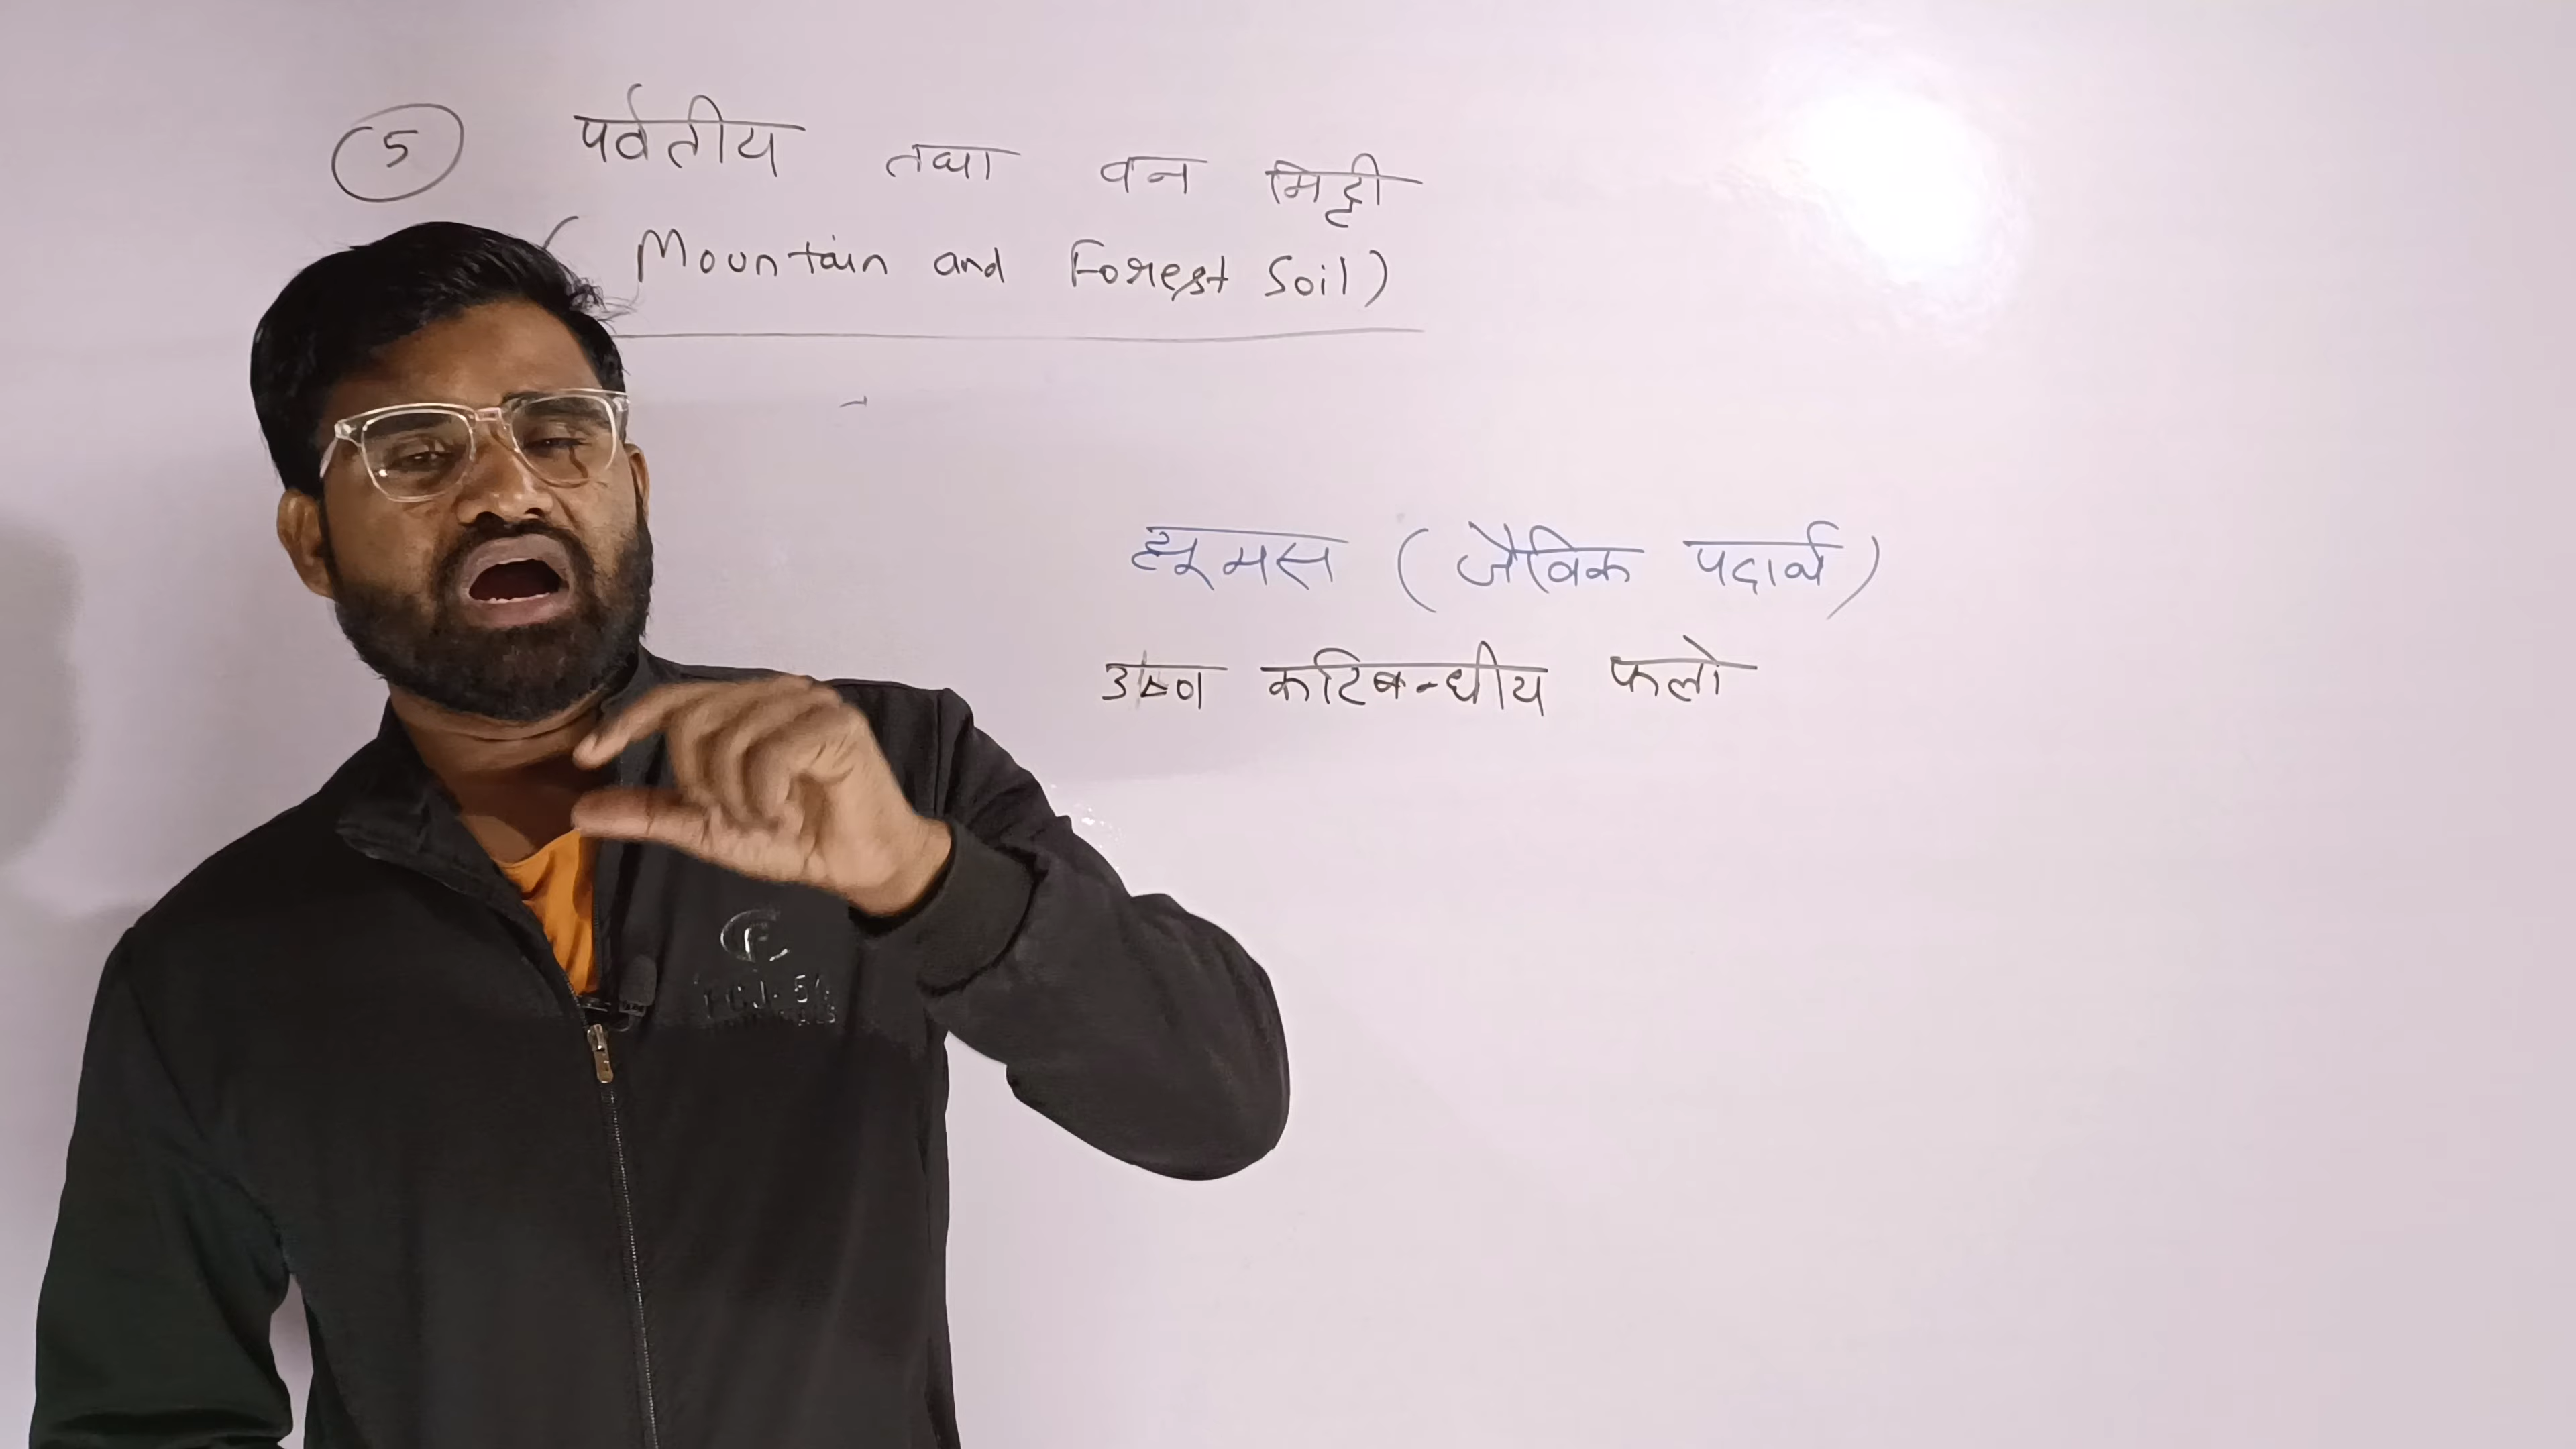 5 पर्वतीय तथा वन मिट्टी
( Mountain and Forest Soil )
ह्यूमस ( जैविक पदार्थ )
उष्ण कटिबन्धीय फलो